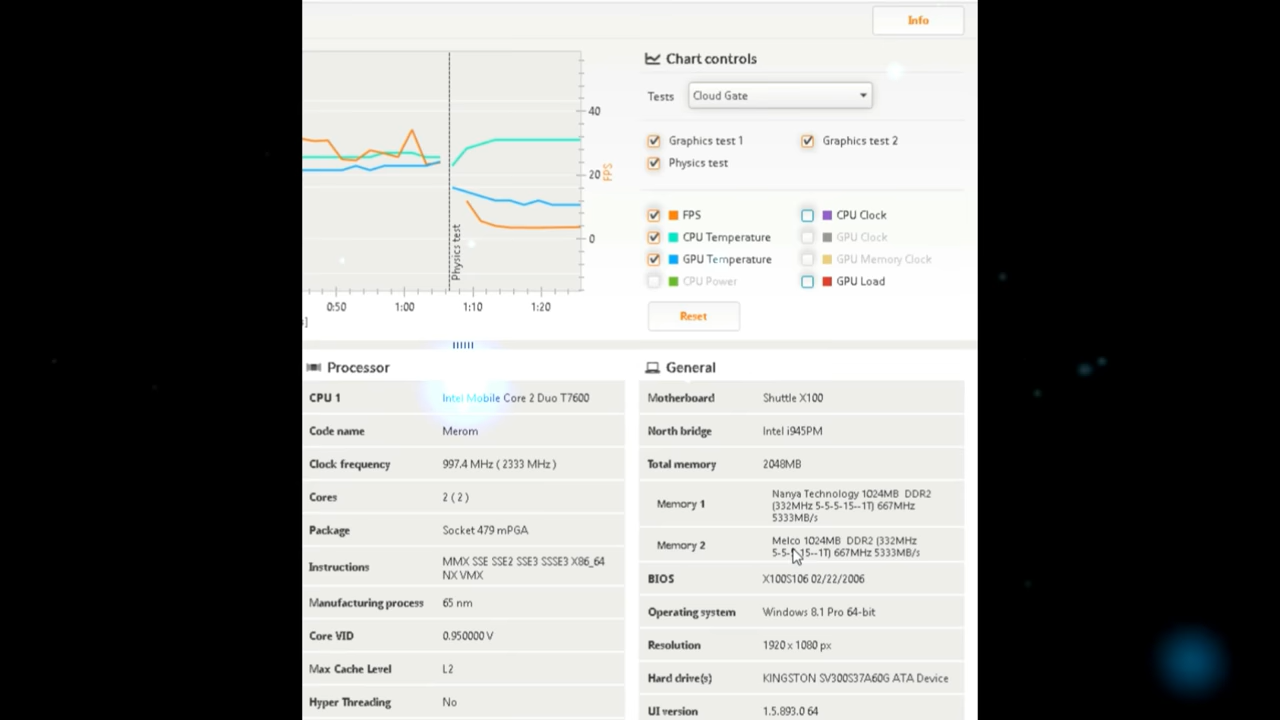 Info
Chart controls
Tests Cloud Gate
Graphics test 1 Graphics test 2
Physics test
FPS CPU Clock
CPU Temperature GPU Clock
GPU Temperature GPU Memory Clock
CPU Power GPU Load
Reset
40
20
0
FPS
Physics test
0:50 1:00 1:10 1:20
Processor
CPU 1 Intel Mobile Core 2 Duo T7600
Code name Merom
Clock frequency 997.4 MHz ( 2333 MHz )
Cores 2 ( 2 )
Package Socket 479 mPGA
Instructions MMX SSE SSE2 SSE3 SSSE3 X86_64
NX VMX
Manufacturing process 65 nm
Core VID 0.950000 V
Max Cache Level L2
Hyper Threading No
General
Motherboard Shuttle X100
North bridge Intel i945PM
Total memory 2048MB
Memory 1 Nanya Technology 1024MB DDR2
(332MHz 5-5-5-15--1T) 667MHz
5333MB/s
Memory 2 Melco 1024MB DDR2 (332MHz
5-5-5-15--1T) 667MHz 5333MB/s
BIOS X100S106 02/22/2006
Operating system Windows 8.1 Pro 64-bit
Resolution 1920 x 1080 px
Hard drive(s) KINGSTON SV300S37A60G ATA Device
UI version 1.5.893.0 64